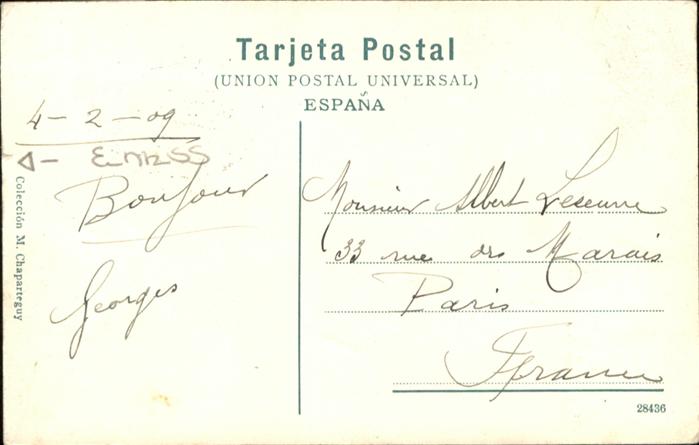 Tarjeta Postal
(UNION POSTAL UNIVERSAL)
ESPAÑA
4-2-09
Bonjour
Georges
Colección M. Chaparteguy
Monsieur Albert
33 rue des Marais
Paris
France
28436